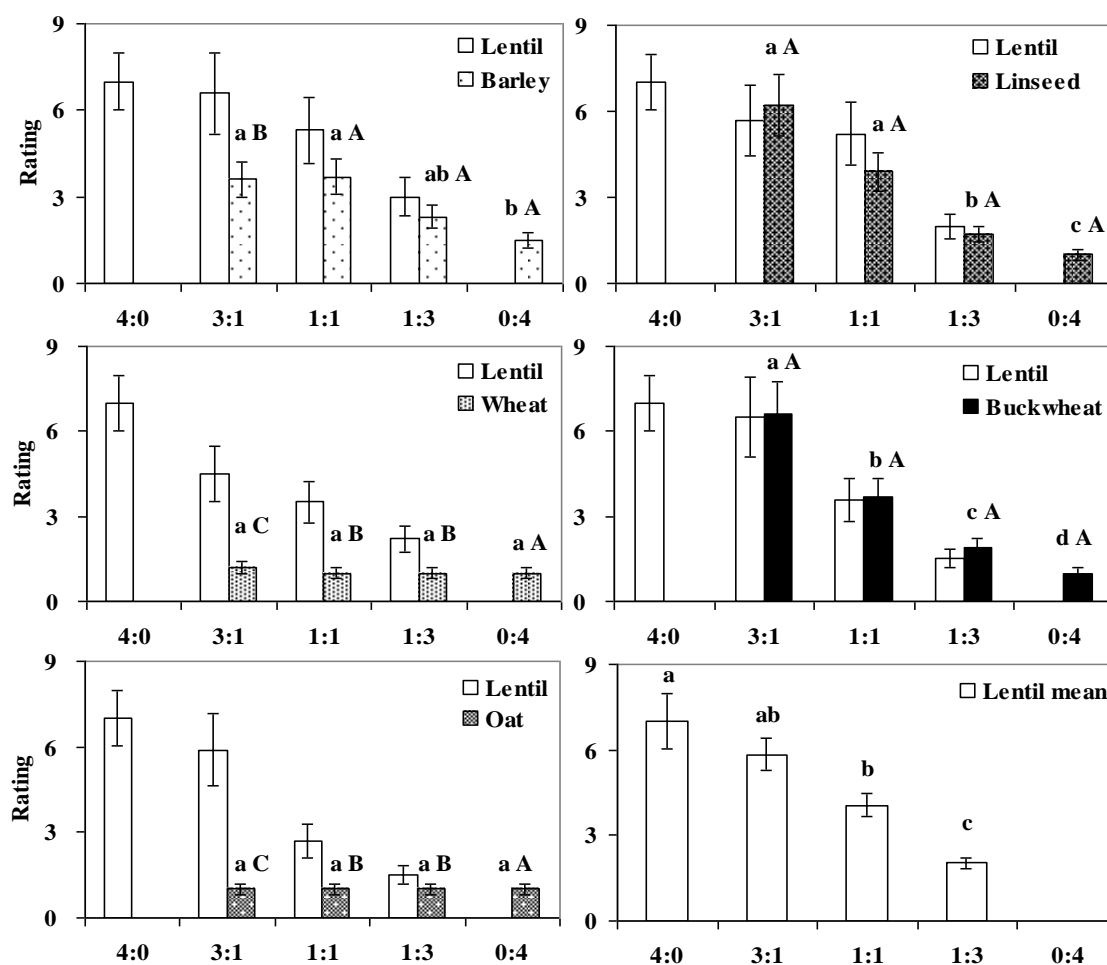 9
Lentil
Barley
6
a B
a A
ab A
3
b A
0
Rating
4:0 3:1 1:1 1:3 0:4
9
a A
Lentil
Linseed
6
a A
3
b A
c A
0
4:0 3:1 1:1 1:3 0:4
9
Lentil
Wheat
6
3
a C
a B
a B
a A
0
Rating
4:0 3:1 1:1 1:3 0:4
9
a A
Lentil
Buckwheat
6
b A
3
c A
d A
0
4:0 3:1 1:1 1:3 0:4
9
Lentil
Oat
6
3
a C
a B
a B
a A
0
Rating
4:0 3:1 1:1 1:3 0:4
9
a
Lentil mean
ab
6
b
3
c
0
4:0 3:1 1:1 1:3 0:4